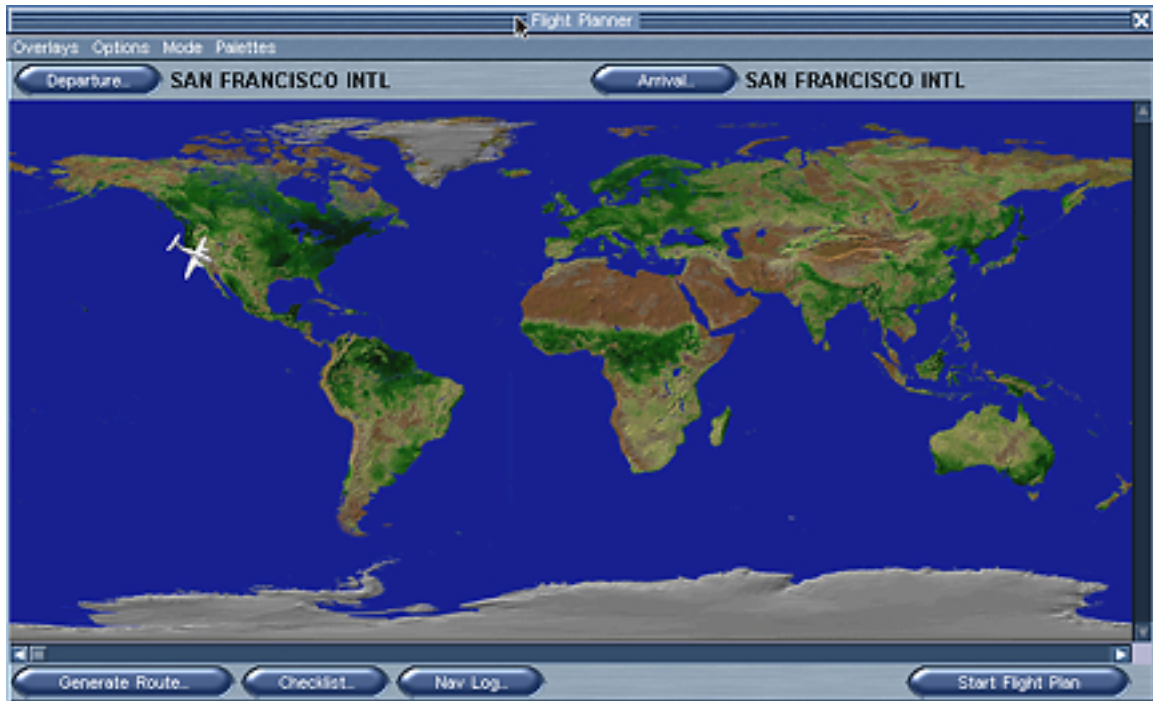 Flight Planner
Overlays Options Mode Palettes
Departure... SAN FRANCISCO INTL Arrival... SAN FRANCISCO INTL
Generate Route... Checklist... Nav Log... Start Flight Plan